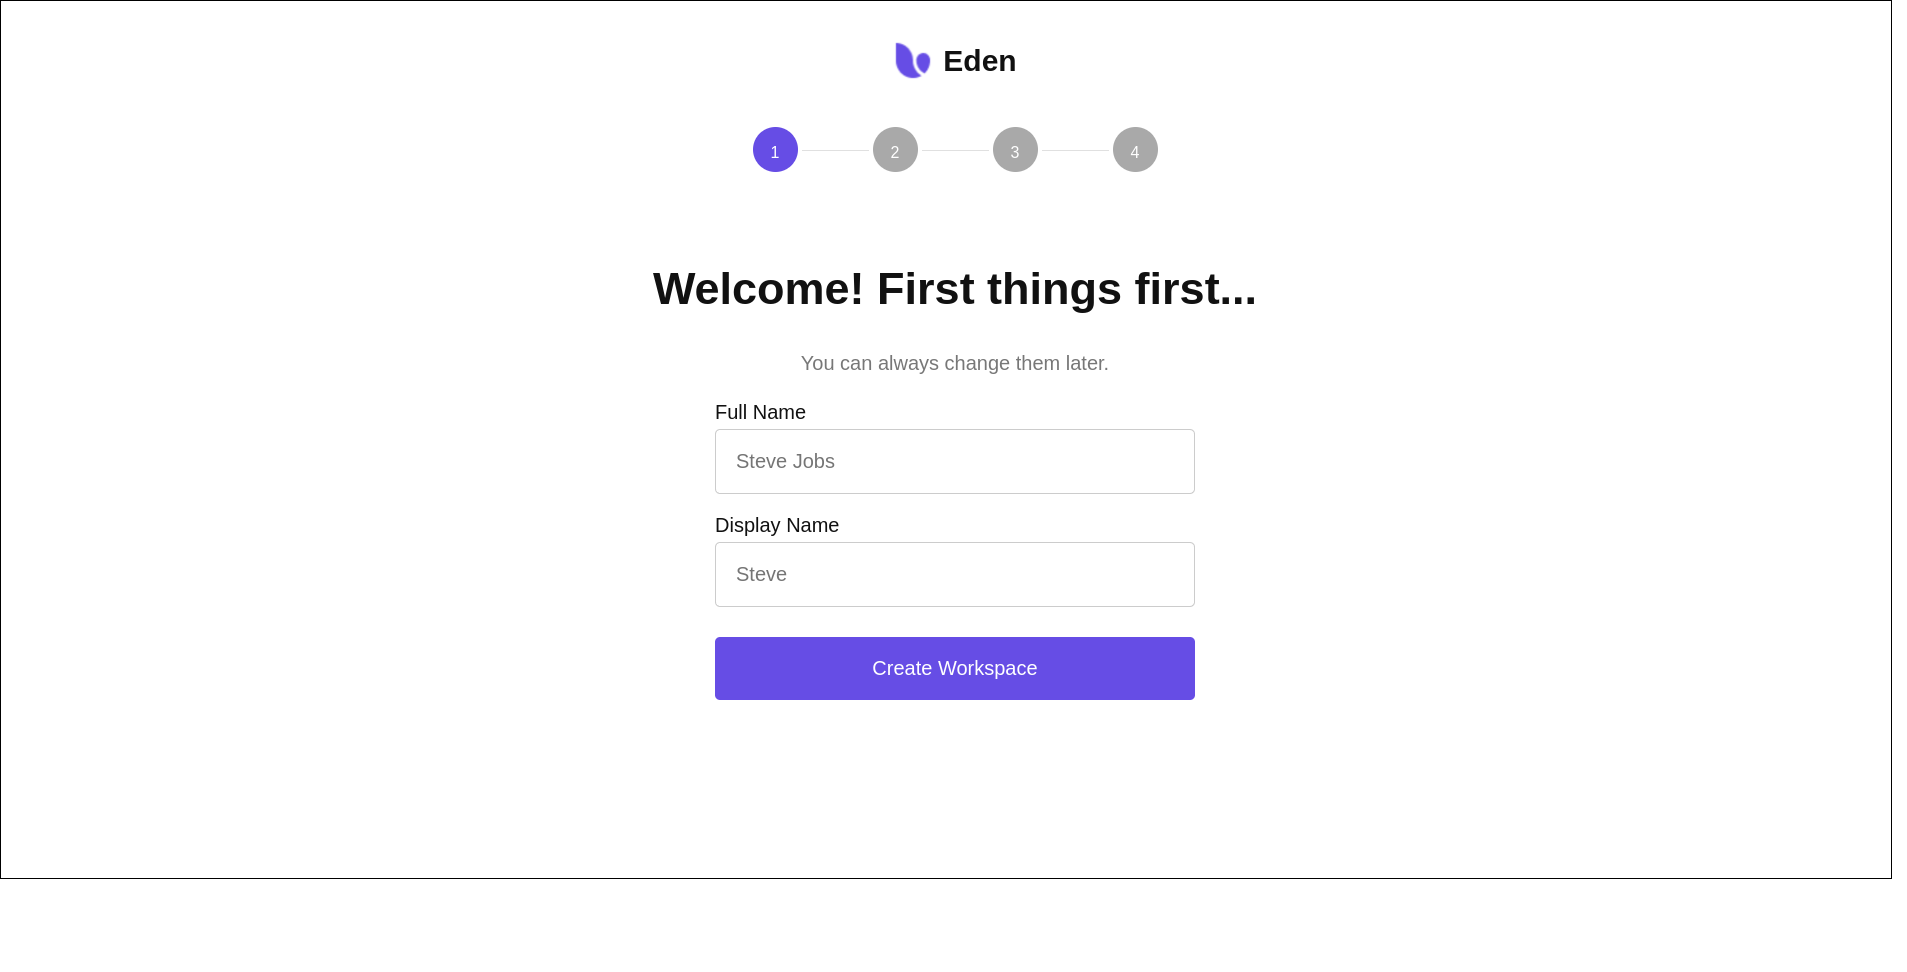 Eden
1 2 3 4
Welcome! First things first...
You can always change them later.
Full Name
Steve Jobs
Display Name
Steve
Create Workspace